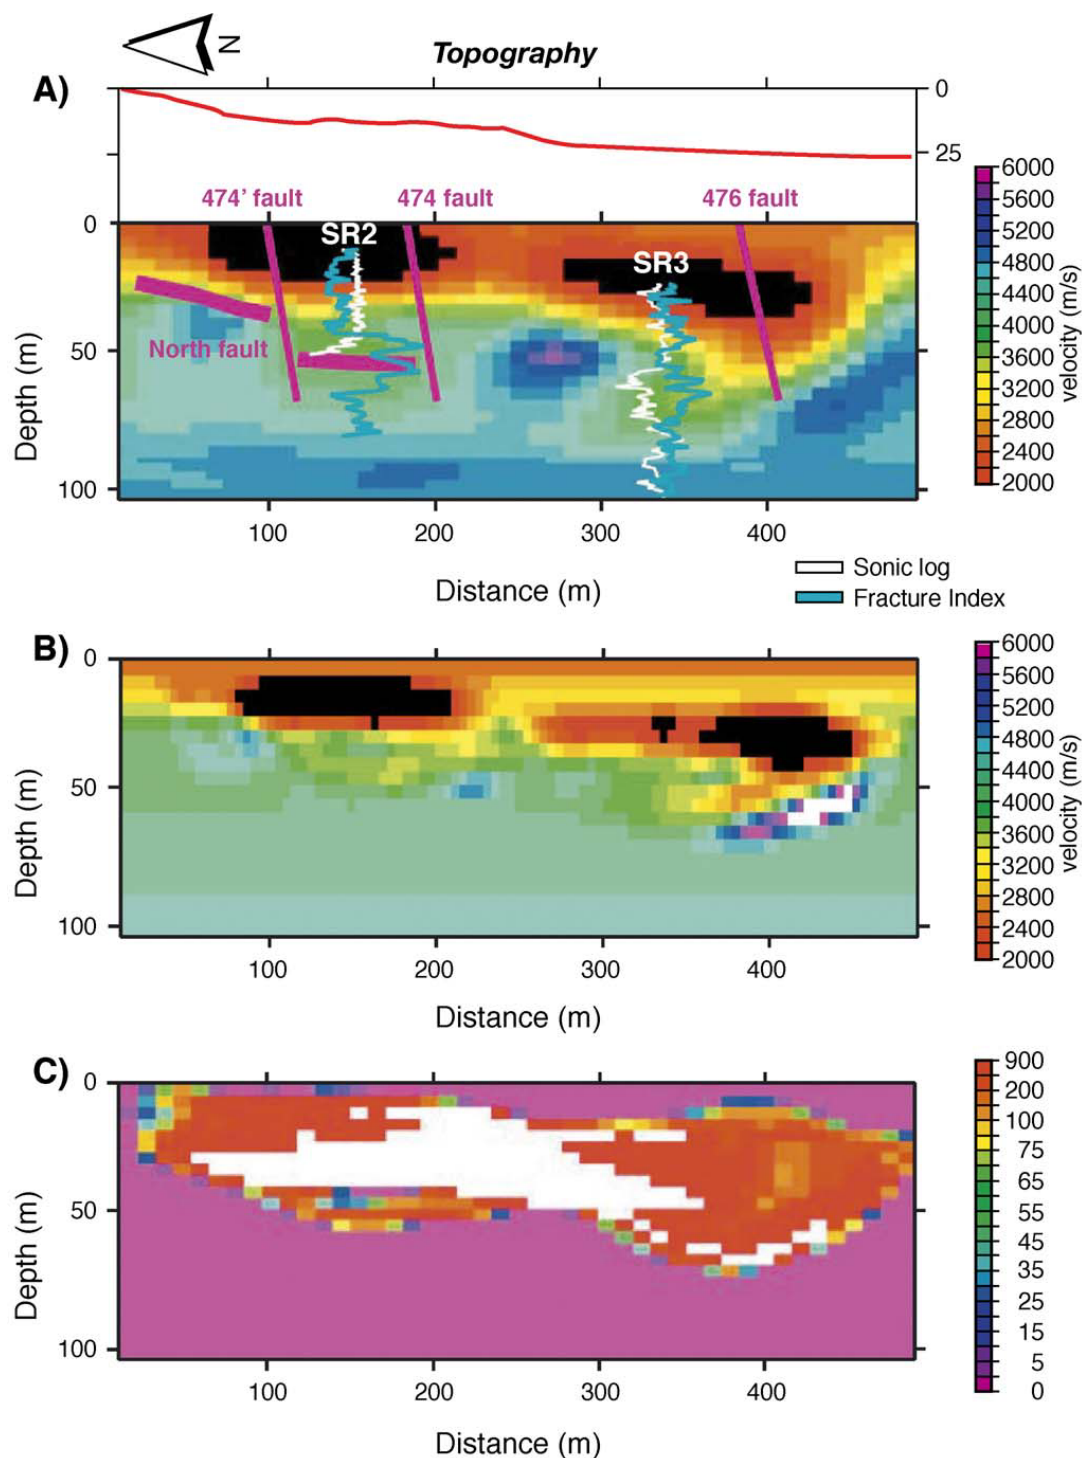 N
Topography
A)
0
25
474' fault
474 fault
476 fault
0
50
100
SR2
SR3
North fault
Depth (m)
100
200
300
400
Distance (m)
6000
5600
5200
4800
4400
4000
3600
3200
2800
2400
2000
velocity (m/s)
Sonic log
Fracture Index
B)
0
50
100
Depth (m)
100
200
300
400
Distance (m)
6000
5600
5200
4800
4400
4000
3600
3200
2800
2400
2000
velocity (m/s)
C)
0
50
100
Depth (m)
100
200
300
400
Distance (m)
900
200
100
75
65
55
45
35
25
15
5
0